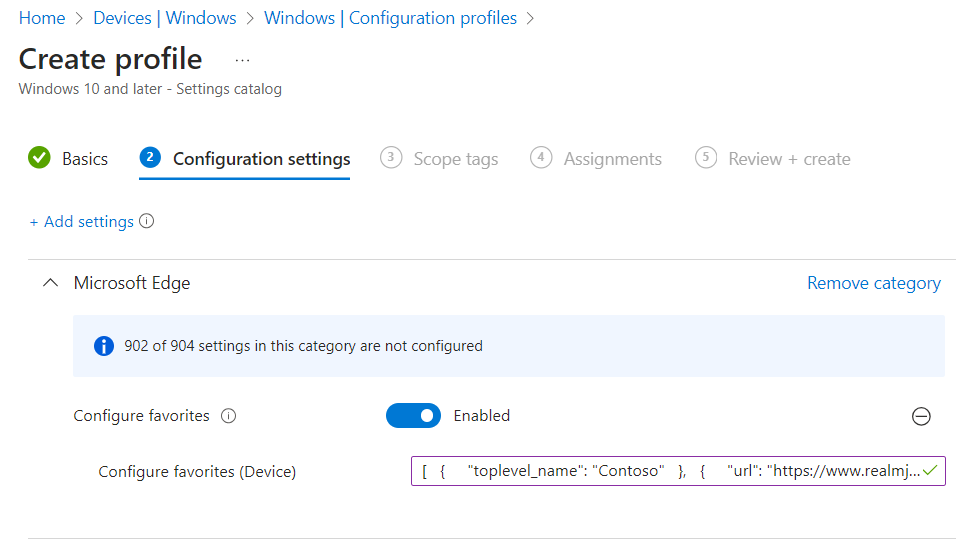 Home > Devices | Windows > Windows | Configuration profiles >
Create profile ...
Windows 10 and later - Settings catalog
Basics 2 Configuration settings 3 Scope tags 4 Assignments 5 Review + create
+ Add settings
Microsoft Edge Remove category
902 of 904 settings in this category are not configured
Configure favorites Enabled
Configure favorites (Device) [ { "toplevel_name": "Contoso" }, { "url": "https://www.realmj...